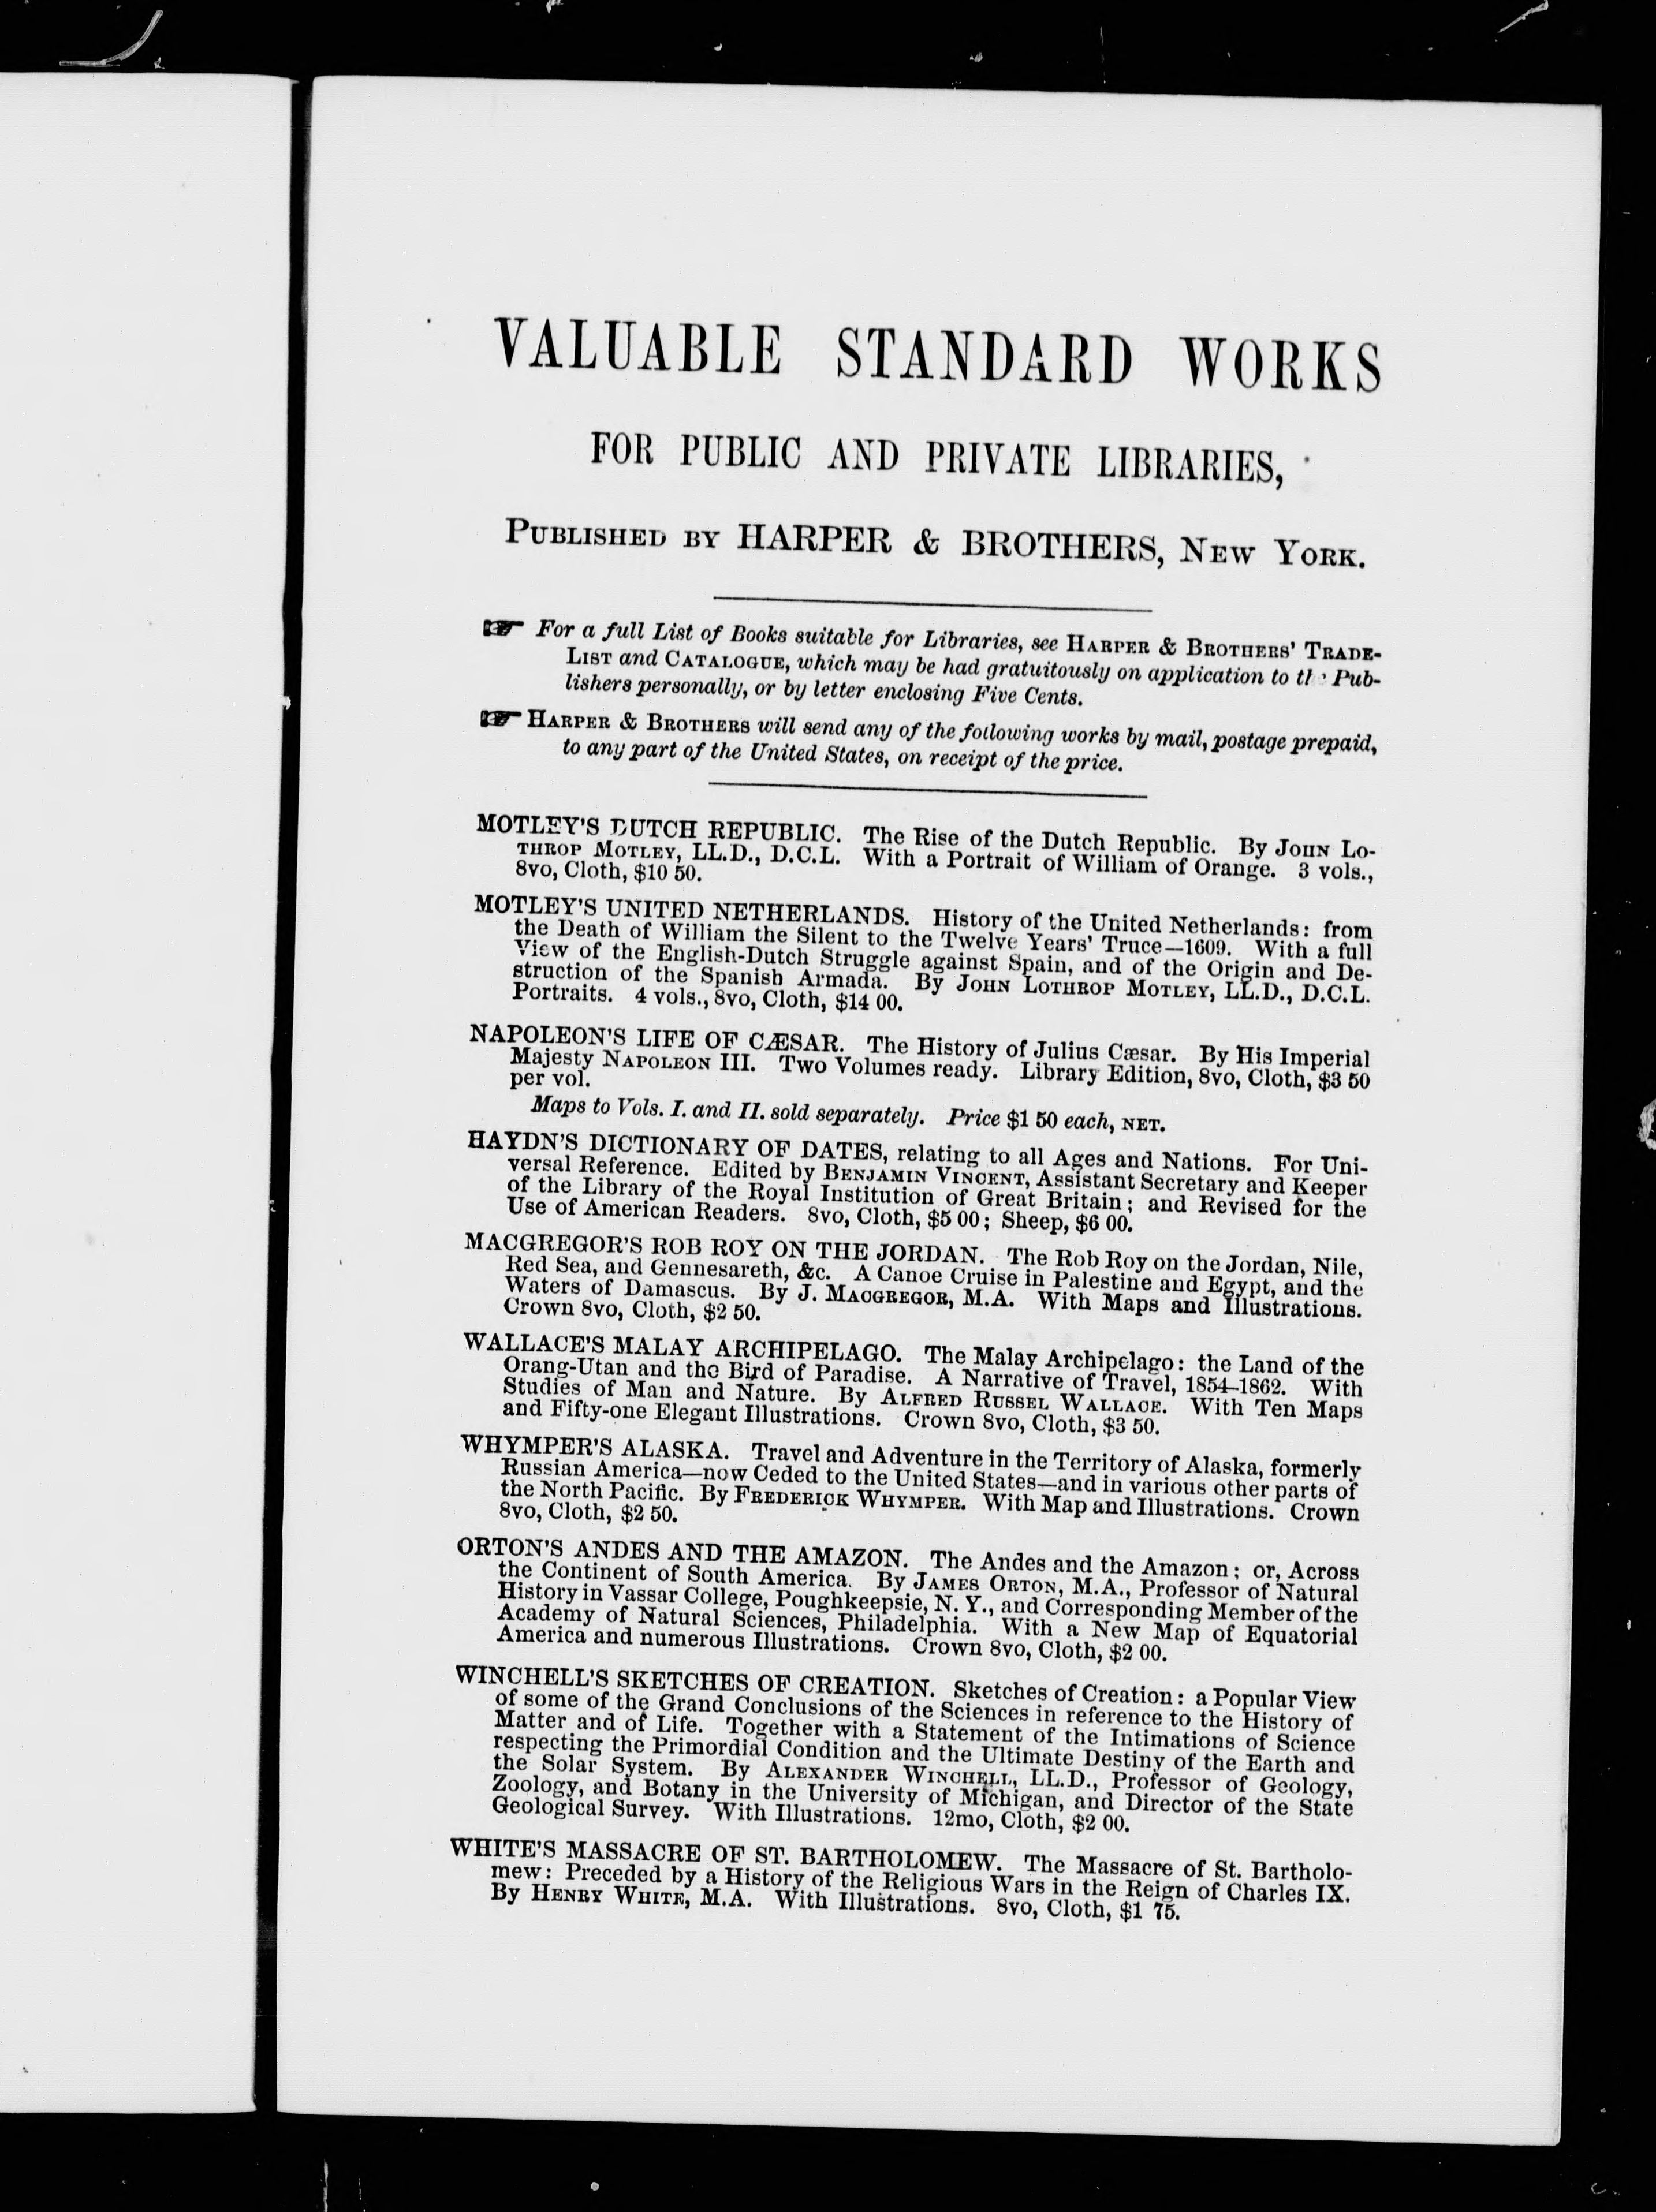 VALUABLE STANDARD WORKS
FOR PUBLIC AND PRIVATE LIBRARIES,
PUBLISHED BY HARPER & BROTHERS, NEW YORK.
☞ For a full List of Books suitable for Libraries, see HARPER & BROTHERS' TRADE-
LIST and CATALOGUE, which may be had gratuitously on application to the Pub-
lishers personally, or by letter enclosing Five Cents.
☞ HARPER & BROTHERS will send any of the following works by mail, postage prepaid,
to any part of the United States, on receipt of the price.
MOTLEY'S DUTCH REPUBLIC. The Rise of the Dutch Republic. By JOHN LO-
THROP MOTLEY, LL.D., D.C.L. With a Portrait of William of Orange. 3 vols.,
8vo, Cloth, $10 50.
MOTLEY'S UNITED NETHERLANDS. History of the United Netherlands: from
the Death of William the Silent to the Twelve Years' Truce—1609. With a full
View of the English-Dutch Struggle against Spain, and of the Origin and De-
struction of the Spanish Armada. By JOHN LOTHROP MOTLEY, LL.D., D.C.L.
Portraits. 4 vols., 8vo, Cloth, $14 00.
NAPOLEON'S LIFE OF CÆSAR. The History of Julius Cæsar. By His Imperial
Majesty NAPOLEON III. Two Volumes ready. Library Edition, 8vo, Cloth, $3 50
per vol.
Maps to Vols. I. and II. sold separately. Price $1 50 each, NET.
HAYDN'S DICTIONARY OF DATES, relating to all Ages and Nations. For Uni-
versal Reference. Edited by BENJAMIN VINCENT, Assistant Secretary and Keeper
of the Library of the Royal Institution of Great Britain; and Revised for the
Use of American Readers. 8vo, Cloth, $5 00; Sheep, $6 00.
MACGREGOR'S ROB ROY ON THE JORDAN. The Rob Roy on the Jordan, Nile,
Red Sea, and Gennesareth, &c. A Canoe Cruise in Palestine and Egypt, and the
Waters of Damascus. By J. MACGREGOR, M.A. With Maps and Illustrations.
Crown 8vo, Cloth, $2 50.
WALLACE'S MALAY ARCHIPELAGO. The Malay Archipelago: the Land of the
Orang-Utan and the Bird of Paradise. A Narrative of Travel, 1854-1862. With
Studies of Man and Nature. By ALFRED RUSSEL WALLACE. With Ten Maps
and Fifty-one Elegant Illustrations. Crown 8vo, Cloth, $3 50.
WHYMPER'S ALASKA. Travel and Adventure in the Territory of Alaska, formerly
Russian America—now Ceded to the United States—and in various other parts of
the North Pacific. By FREDERICK WHYMPER. With Map and Illustrations. Crown
8vo, Cloth, $2 50.
ORTON'S ANDES AND THE AMAZON. The Andes and the Amazon; or, Across
the Continent of South America. By JAMES ORTON, M.A., Professor of Natural
History in Vassar College, Poughkeepsie, N. Y., and Corresponding Member of the
Academy of Natural Sciences, Philadelphia. With a New Map of Equatorial
America and numerous Illustrations. Crown 8vo, Cloth, $2 00.
WINCHELL'S SKETCHES OF CREATION. Sketches of Creation: a Popular View
of some of the Grand Conclusions of the Sciences in reference to the History of
Matter and of Life. Together with a Statement of the Intimations of Science
respecting the Primordial Condition and the Ultimate Destiny of the Earth and
the Solar System. By ALEXANDER WINCHELL, LL.D., Professor of Geology,
Zoology, and Botany in the University of Michigan, and Director of the State
Geological Survey. With Illustrations. 12mo, Cloth, $2 00.
WHITE'S MASSACRE OF ST. BARTHOLOMEW. The Massacre of St. Bartholo-
mew: Preceded by a History of the Religious Wars in the Reign of Charles IX.
By HENRY WHITE, M.A. With Illustrations. 8vo, Cloth, $1 75.